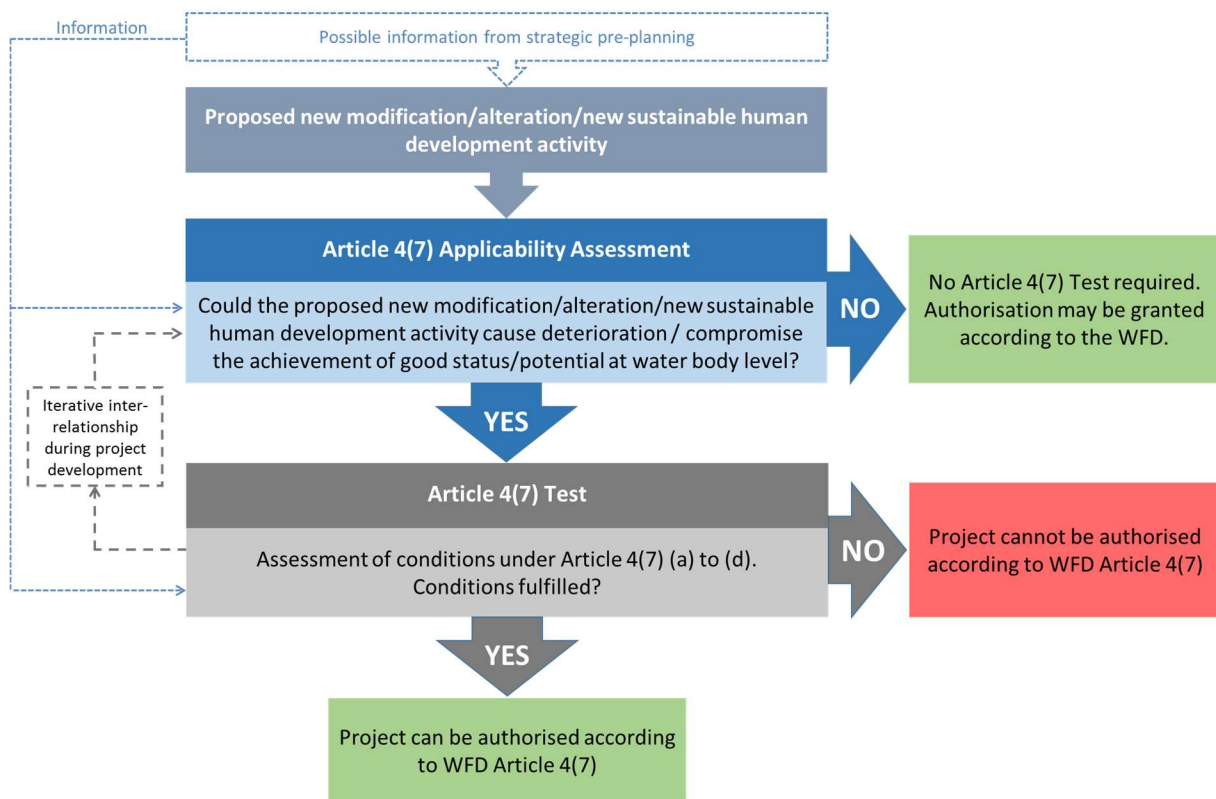 Information
Possible information from strategic pre-planning
Proposed new modification/alteration/new sustainable human
development activity
Article 4(7) Applicability Assessment
Could the proposed new modification/alteration/new sustainable
human development activity cause deterioration / compromise
the achievement of good status/potential at water body level?
NO
No Article 4(7) Test required.
Authorisation may be granted
according to the WFD.
YES
Iterative inter-
relationship
during project
development
Article 4(7) Test
Assessment of conditions under Article 4(7) (a) to (d).
Conditions fulfilled?
NO
Project cannot be authorised
according to WFD Article 4(7)
YES
Project can be authorised according
to WFD Article 4(7)